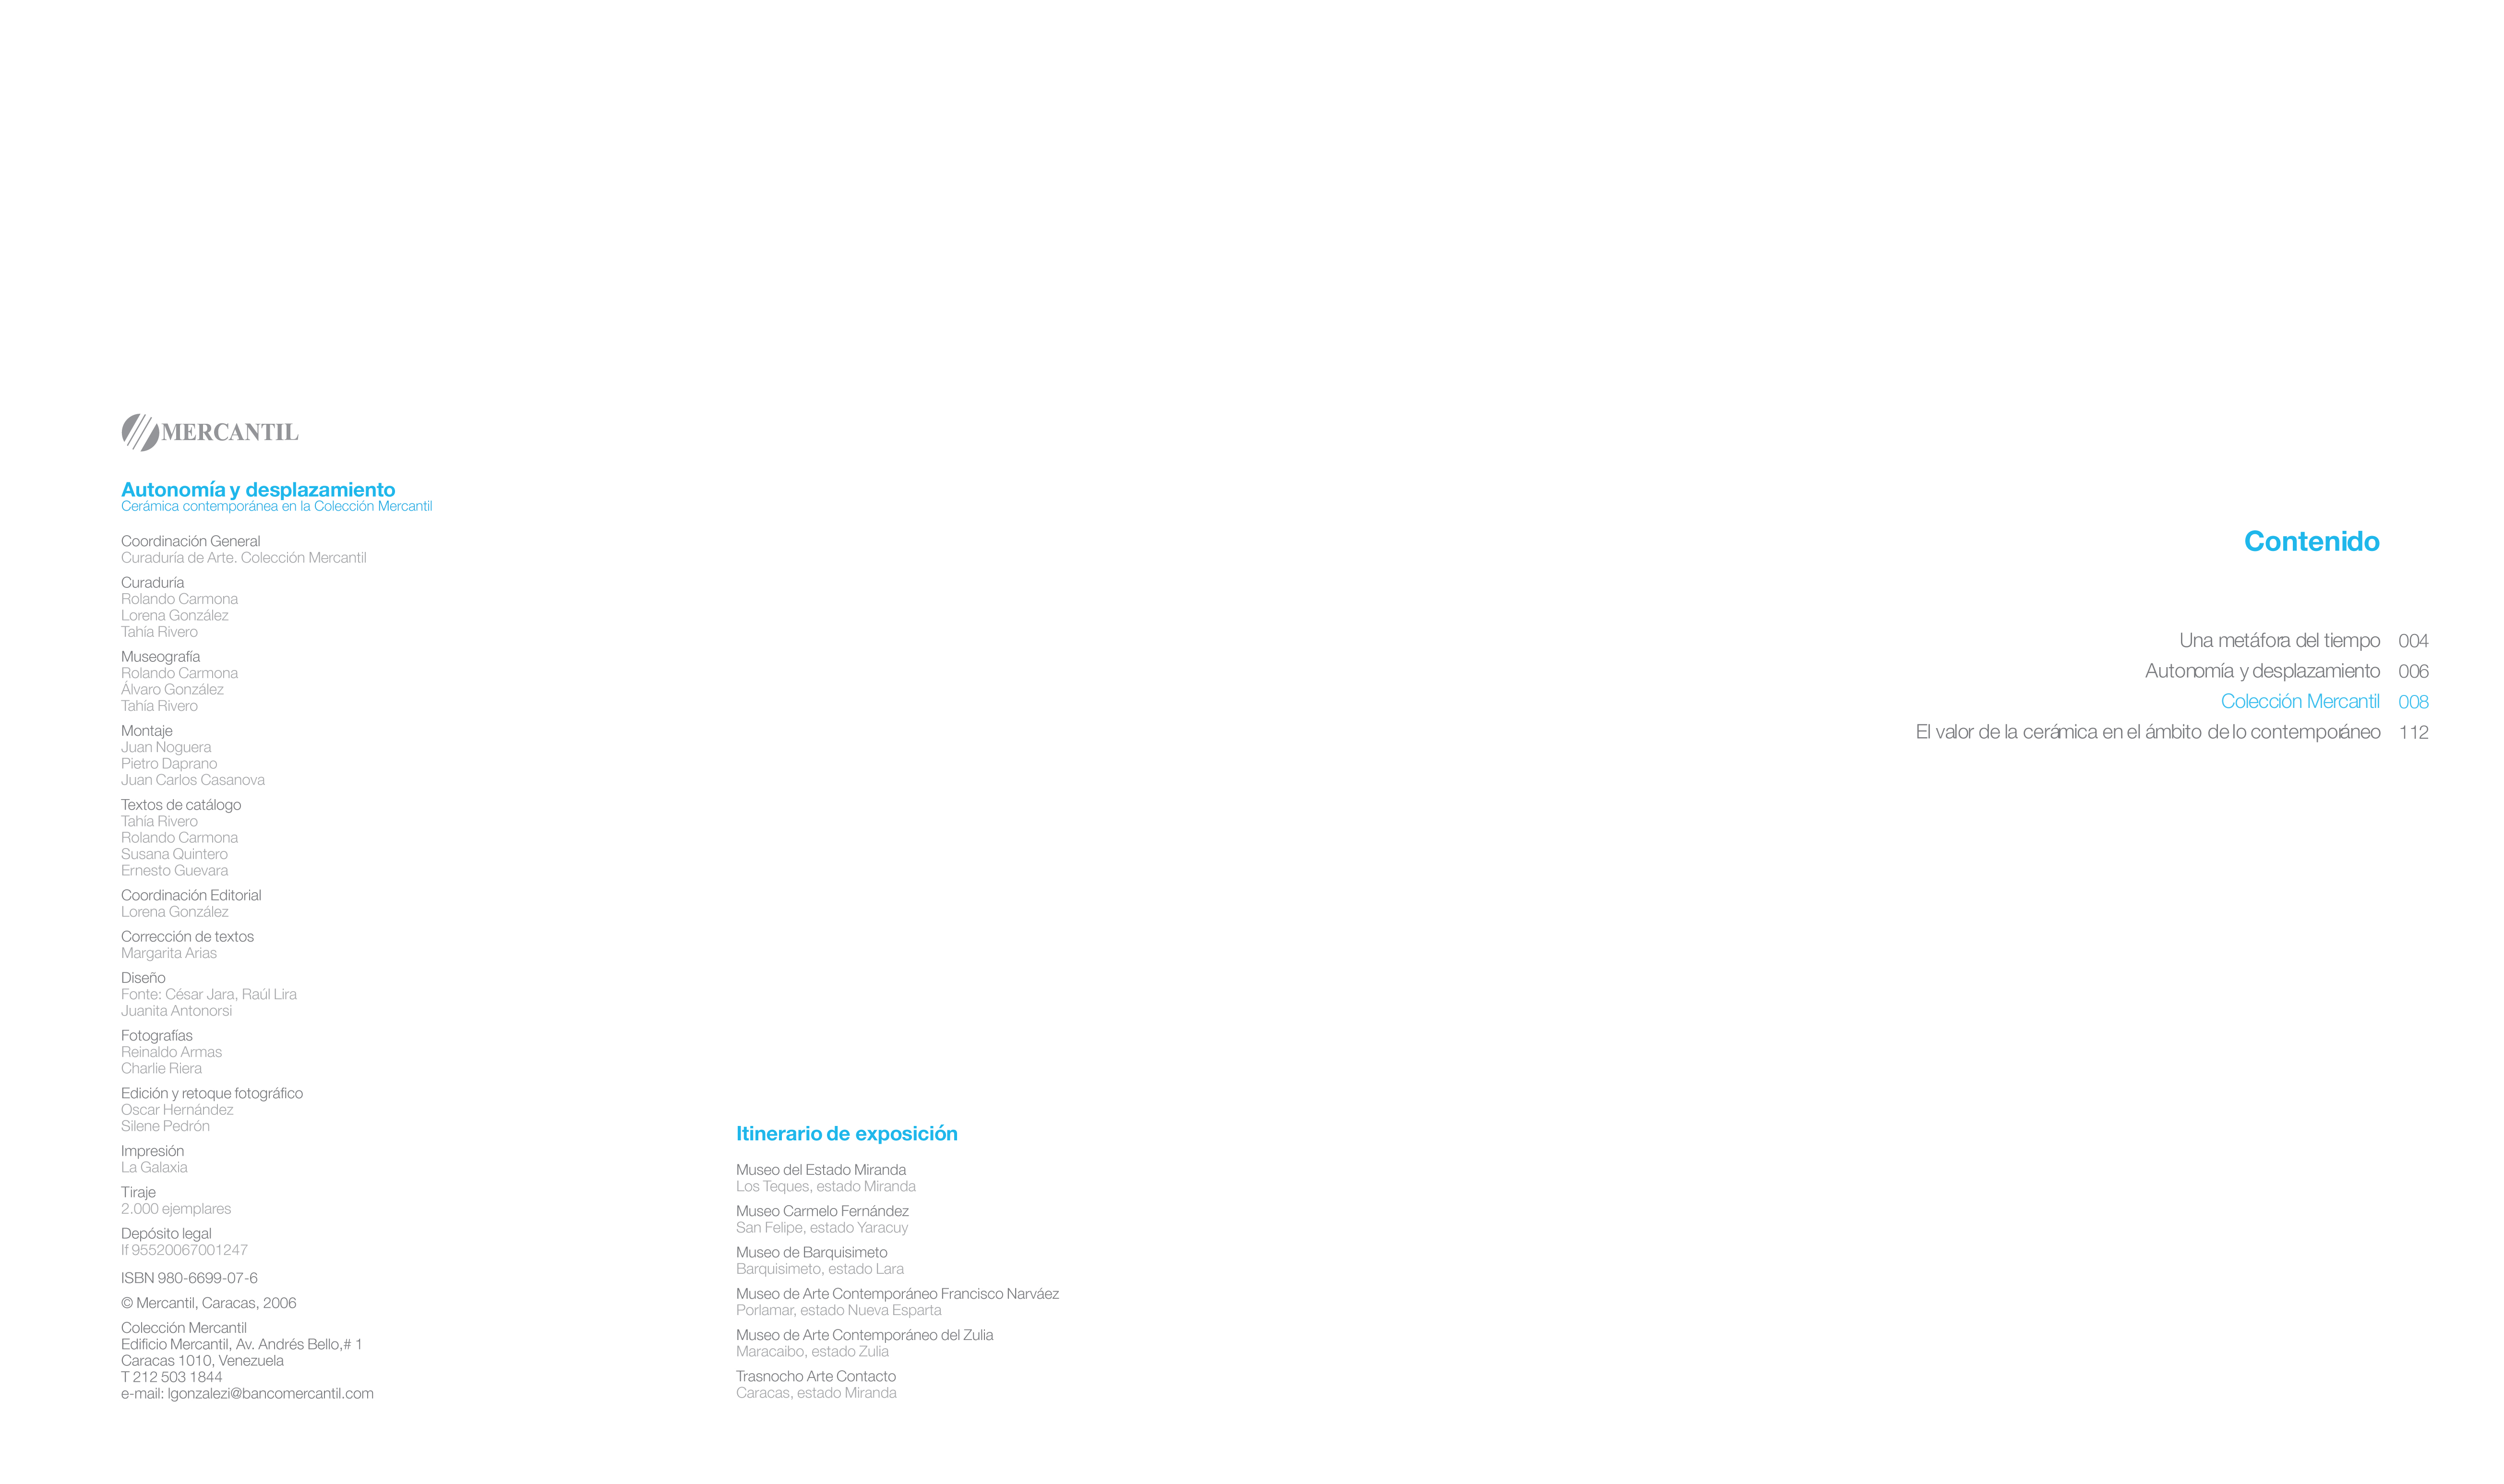 MERCANTIL
Autonomía y desplazamiento
Cerámica contemporánea en la Colección Mercantil
Coordinación General
Curaduría de Arte. Colección Mercantil
Curaduría
Rolando Carmona
Lorena González
Tahía Rivero
Museografía
Rolando Carmona
Álvaro González
Tahía Rivero
Montaje
Juan Noguera
Pietro Daprano
Juan Carlos Casanova
Textos de catálogo
Tahía Rivero
Rolando Carmona
Susana Quintero
Ernesto Guevara
Coordinación Editorial
Lorena González
Corrección de textos
Margarita Arias
Diseño
Fonte: César Jara, Raúl Lira
Juanita Antonorsi
Fotografías
Reinaldo Armas
Charlie Riera
Edición y retoque fotográfico
Oscar Hernández
Silene Pedrón
Impresión
La Galaxia
Tiraje
2.000 ejemplares
Depósito legal
lf 95520067001247
ISBN 980-6699-07-6
© Mercantil, Caracas, 2006
Colección Mercantil
Edificio Mercantil, Av. Andrés Bello,# 1
Caracas 1010, Venezuela
T 212 503 1844
e-mail: lgonzalezi@bancomercantil.com
Itinerario de exposición
Museo del Estado Miranda
Los Teques, estado Miranda
Museo Carmelo Fernández
San Felipe, estado Yaracuy
Museo de Barquisimeto
Barquisimeto, estado Lara
Museo de Arte Contemporáneo Francisco Narváez
Porlamar, estado Nueva Esparta
Museo de Arte Contemporáneo del Zulia
Maracaibo, estado Zulia
Trasnocho Arte Contacto
Caracas, estado Miranda
Contenido
Una metáfora del tiempo 004
Autonomía y desplazamiento 006
Colección Mercantil 008
El valor de la cerámica en el ámbito de lo contemporáneo 112